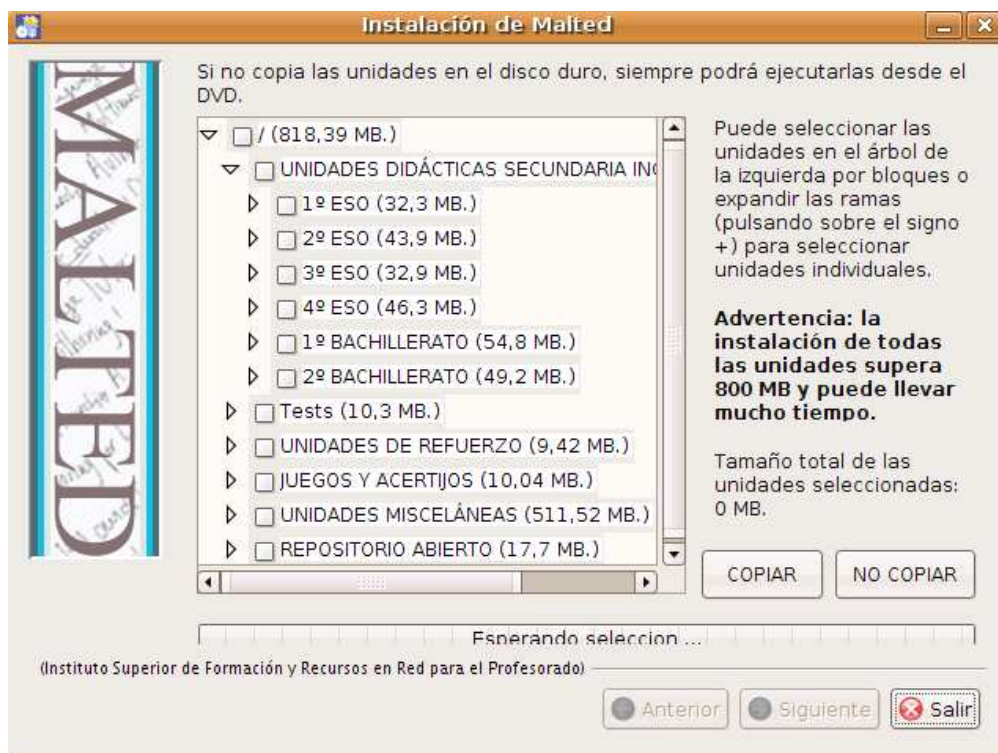 Instalación de Malted
MALTED
Si no copia las unidades en el disco duro, siempre podrá ejecutarlas desde el
DVD.
/ (818,39 MB.)
UNIDADES DIDÁCTICAS SECUNDARIA ING
1º ESO (32,3 MB.)
2º ESO (43,9 MB.)
3º ESO (32,9 MB.)
4º ESO (46,3 MB.)
1º BACHILLERATO (54,8 MB.)
2º BACHILLERATO (49,2 MB.)
Tests (10,3 MB.)
UNIDADES DE REFUERZO (9,42 MB.)
JUEGOS Y ACERTIJOS (10,04 MB.)
UNIDADES MISCELÁNEAS (511,52 MB.)
REPOSITORIO ABIERTO (17,7 MB.)
Puede seleccionar las
unidades en el árbol de
la izquierda por bloques o
expandir las ramas
(pulsando sobre el signo
+) para seleccionar
unidades individuales.
Advertencia: la
instalación de todas
las unidades supera
800 MB y puede llevar
mucho tiempo.
Tamaño total de las
unidades seleccionadas:
0 MB.
COPIAR
NO COPIAR
Esperando seleccion ...
(Instituto Superior de Formación y Recursos en Red para el Profesorado)
Anterior
Siguiente
Salir